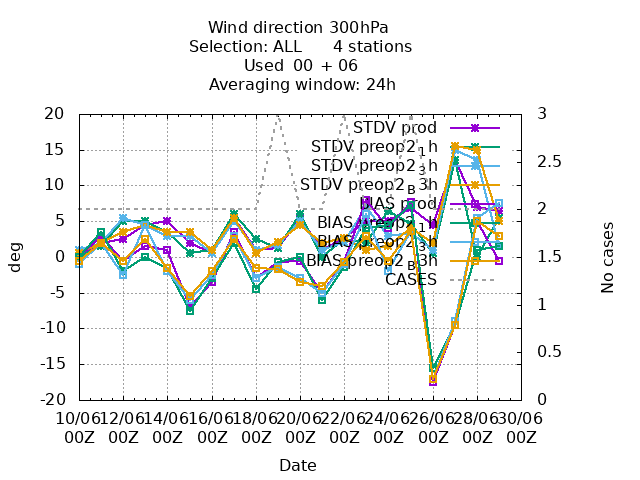 Wind direction 300hPa
Selection: ALL 4 stations
Used 00 + 06
Averaging window: 24h
20
15
10
5
0
-5
-10
-15
-20
deg
3
2.5
2
1.5
1
0.5
0
No cases
STDV prod
STDV preop2_1h
STDV preop2_3h
STDV preop2_B3h
BIAS prod
BIAS preop2_1h
BIAS preop2_3h
BIAS preop2_B3h
CASES
10/06 12/06 14/06 16/06 18/06 20/06 22/06 24/06 26/06 28/06 30/06
00Z 00Z 00Z 00Z 00Z 00Z 00Z 00Z 00Z 00Z 00Z
Date